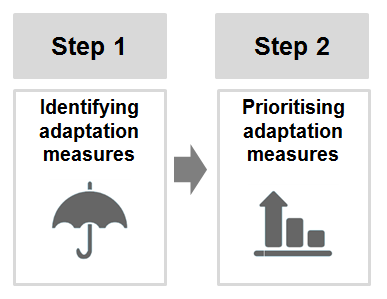 Step 1
Identifying
adaptation
measures
Step 2
Prioritising
adaptation
measures